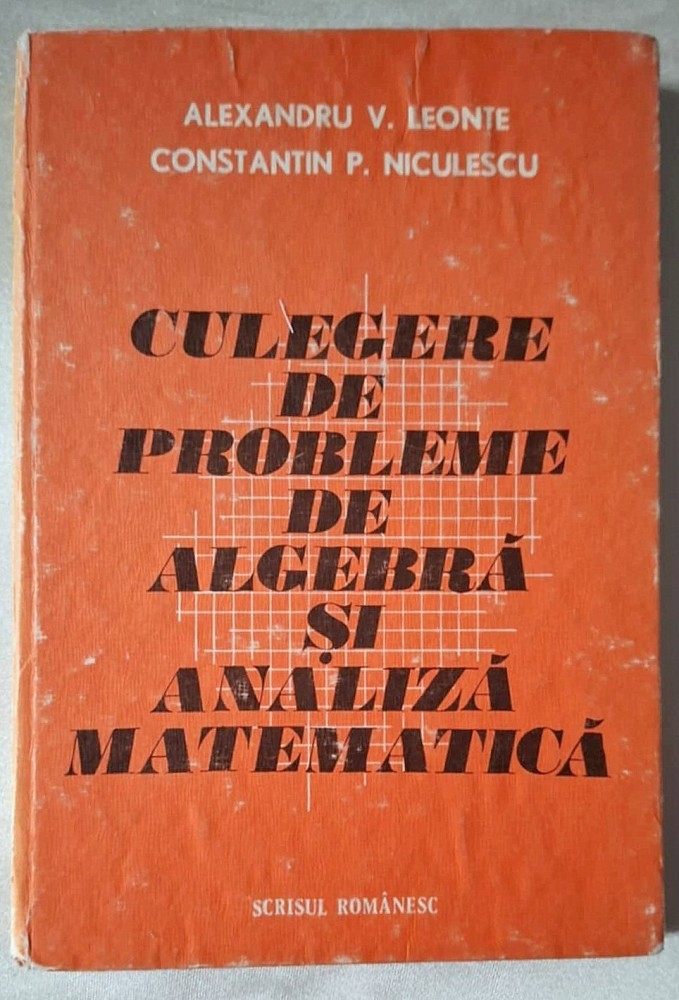 ALEXANDRU V. LEONTE
CONSTANTIN P. NICULESCU
CULEGERE
DE
PROBLEME
DE
ALGEBRĂ
ȘI
ANALIZĂ
MATEMATICĂ
SCRISUL ROMÂNESC